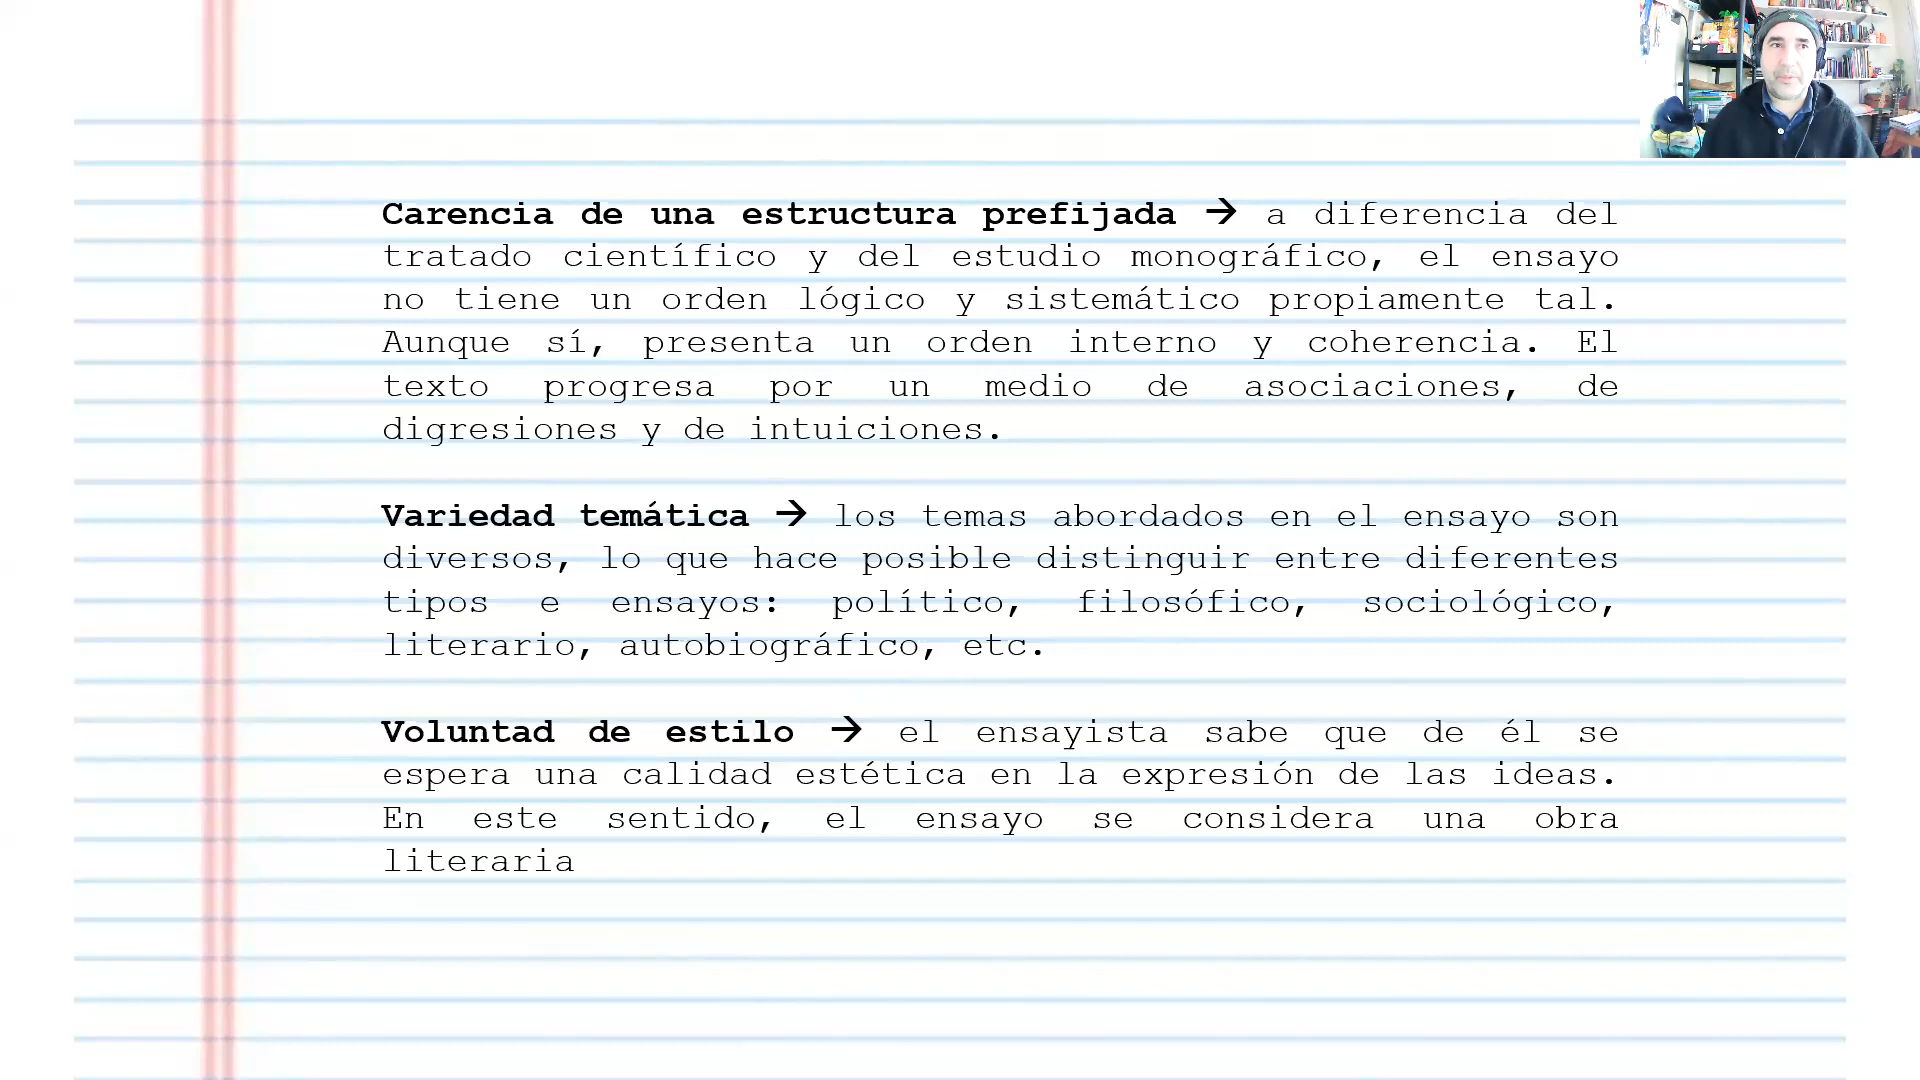 Carencia de una estructura prefijada → a diferencia del
tratado científico y del estudio monográfico, el ensayo
no tiene un orden lógico y sistemático propiamente tal.
Aunque sí, presenta un orden interno y coherencia. El
texto progresa por un medio de asociaciones, de
digresiones y de intuiciones.
Variedad temática → los temas abordados en el ensayo son
diversos, lo que hace posible distinguir entre diferentes
tipos e ensayos: político, filosófico, sociológico,
literario, autobiográfico, etc.
Voluntad de estilo → el ensayista sabe que de él se
espera una calidad estética en la expresión de las ideas.
En este sentido, el ensayo se considera una obra
literaria